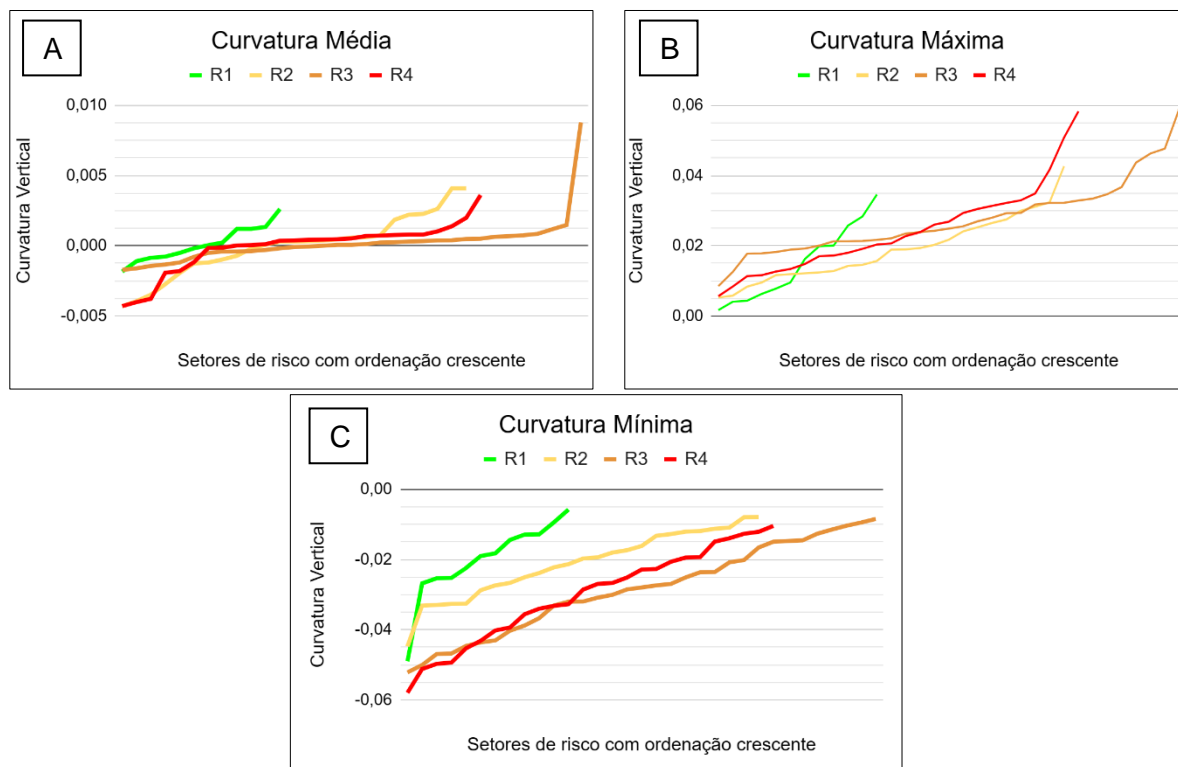 A
Curvatura Média
R1 R2 R3 R4
0,010
0,005
0,000
-0,005
Curvatura Vertical
Setores de risco com ordenação crescente
B
Curvatura Máxima
R1 R2 R3 R4
0,06
0,04
0,02
0,00
Curvatura Vertical
Setores de risco com ordenação crescente
C
Curvatura Mínima
R1 R2 R3 R4
0,00
-0,02
-0,04
-0,06
Curvatura Vertical
Setores de risco com ordenação crescente